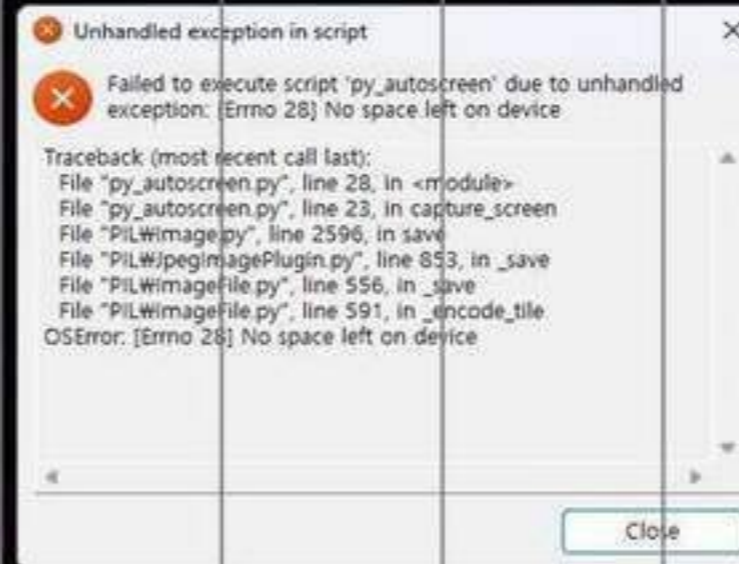 Unhandled exception in script
Failed to execute script 'py_autoscreen' due to unhandled
exception: [Errno 28] No space left on device
Traceback (most recent call last):
File "py_autoscreen.py", line 28, in <module>
File "py_autoscreen.py", line 23, in capture_screen
File "PIL₩Image.py", line 2596, in save
File "PIL₩JpegImagePlugin.py", line 853, in _save
File "PIL₩ImageFile.py", line 556, in _save
File "PIL₩ImageFile.py", line 591, in _encode_tile
OSError: [Errno 28] No space left on device
Close